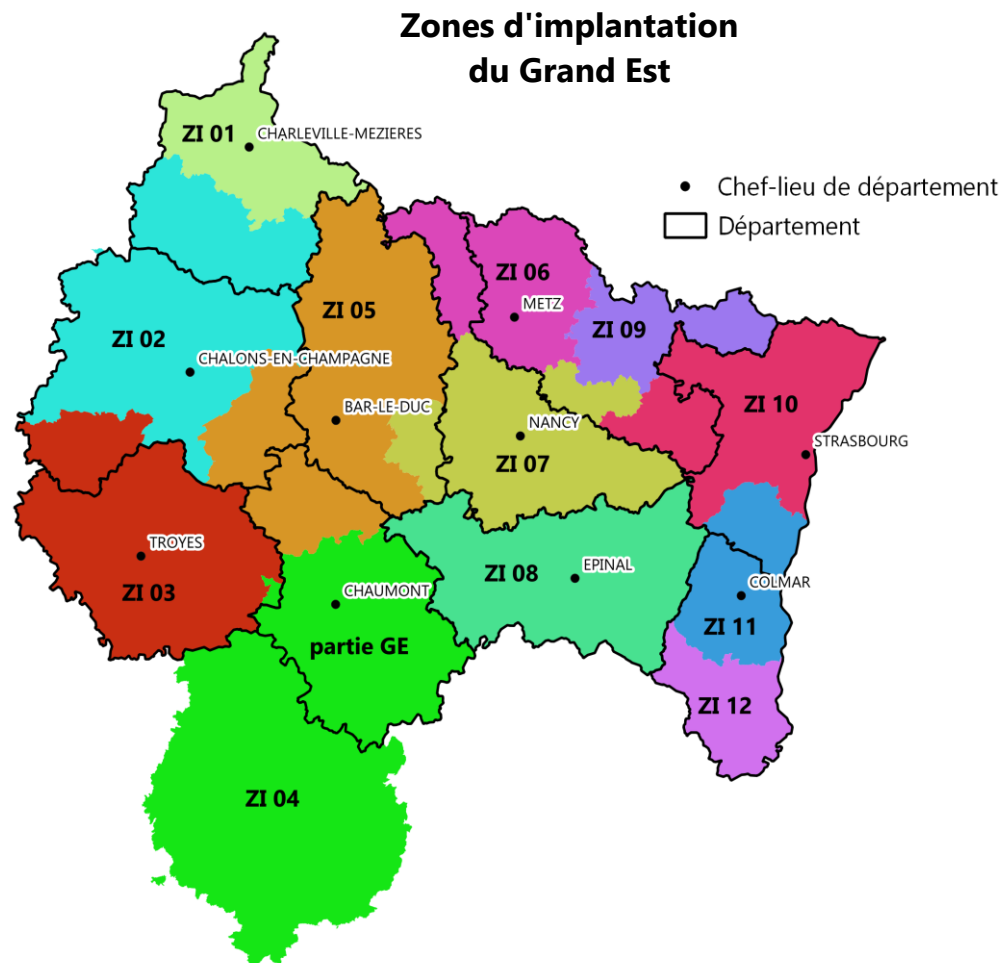 Zones d'implantation
du Grand Est
ZI 01
CHARLEVILLE-MEZIERES
Chef-lieu de département
Département
ZI 06
METZ
ZI 05
ZI 09
ZI 02
CHALONS-EN-CHAMPAGNE
BAR-LE-DUC
ZI 10
NANCY
STRASBOURG
ZI 07
TROYES
ZI 03
ZI 08
EPINAL
CHAUMONT
COLMAR
ZI 11
partie GE
ZI 12
ZI 04